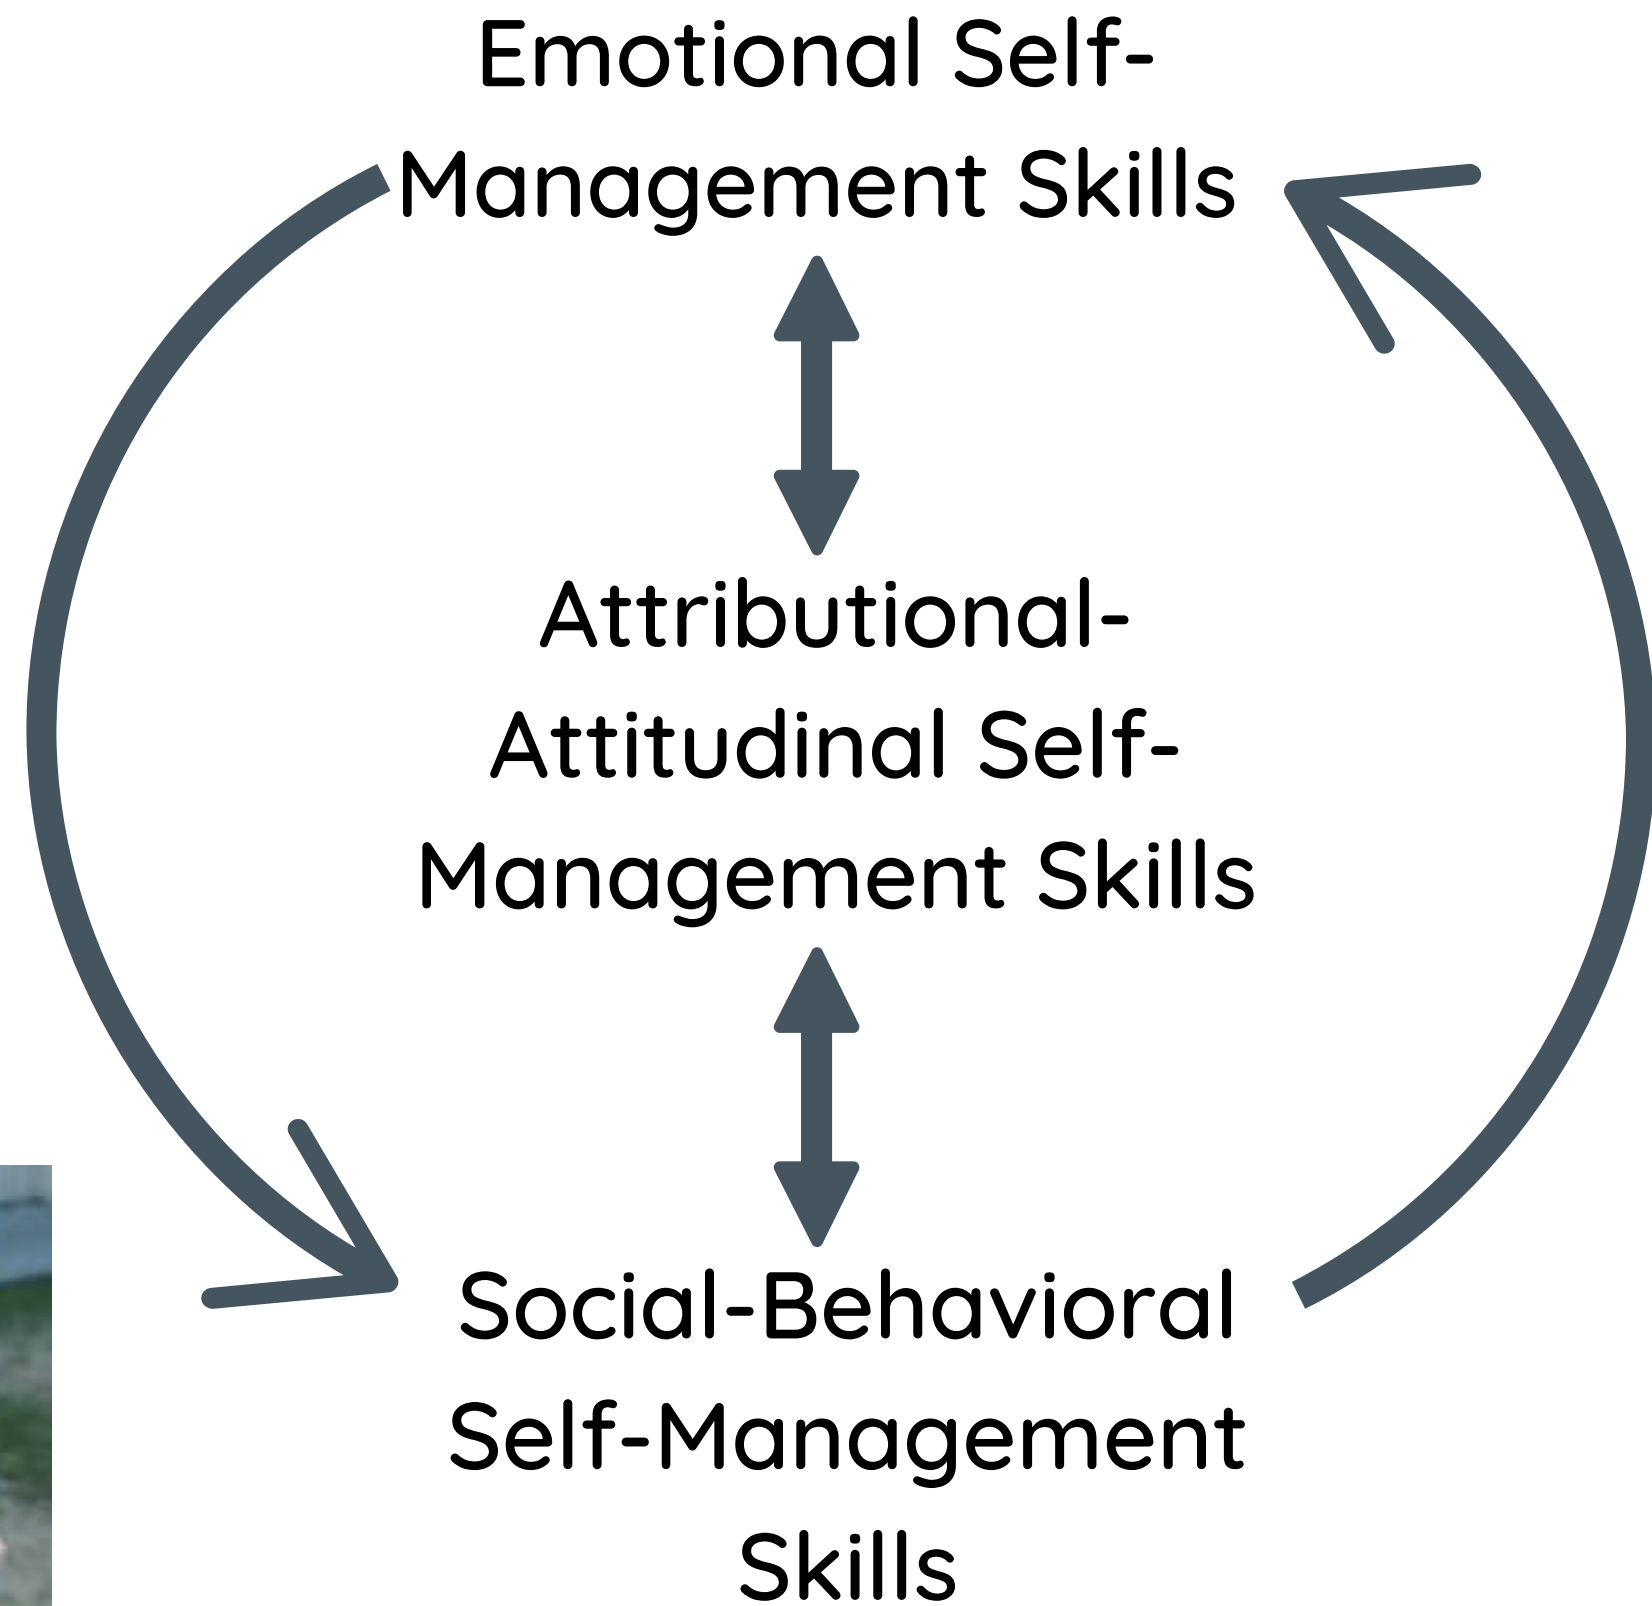 Emotional Self-
Management Skills
Attributional-
Attitudinal Self-
Management Skills
Social-Behavioral
Self-Management
Skills